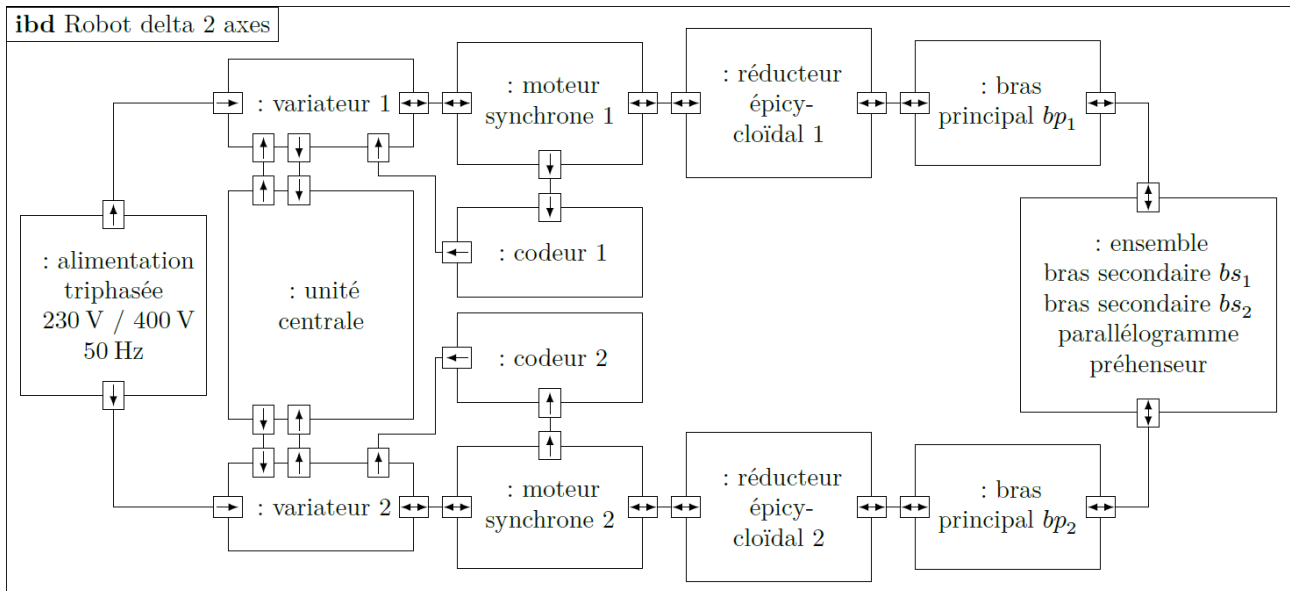 ibd Robot delta 2 axes
: variateur 1
: moteur
synchrone 1
: réducteur
épicy-
cloïdal 1
: bras
principal bp₁
: alimentation
triphasée
230 V / 400 V
50 Hz
: unité
centrale
: codeur 1
: codeur 2
: ensemble
bras secondaire bs₁
bras secondaire bs₂
parallélogramme
préhenseur
: variateur 2
: moteur
synchrone 2
: réducteur
épicy-
cloïdal 2
: bras
principal bp₂